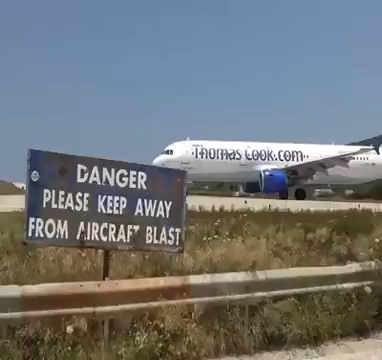 Thomas Cook.com
DANGER
PLEASE KEEP AWAY
FROM AIRCRAFT BLAST